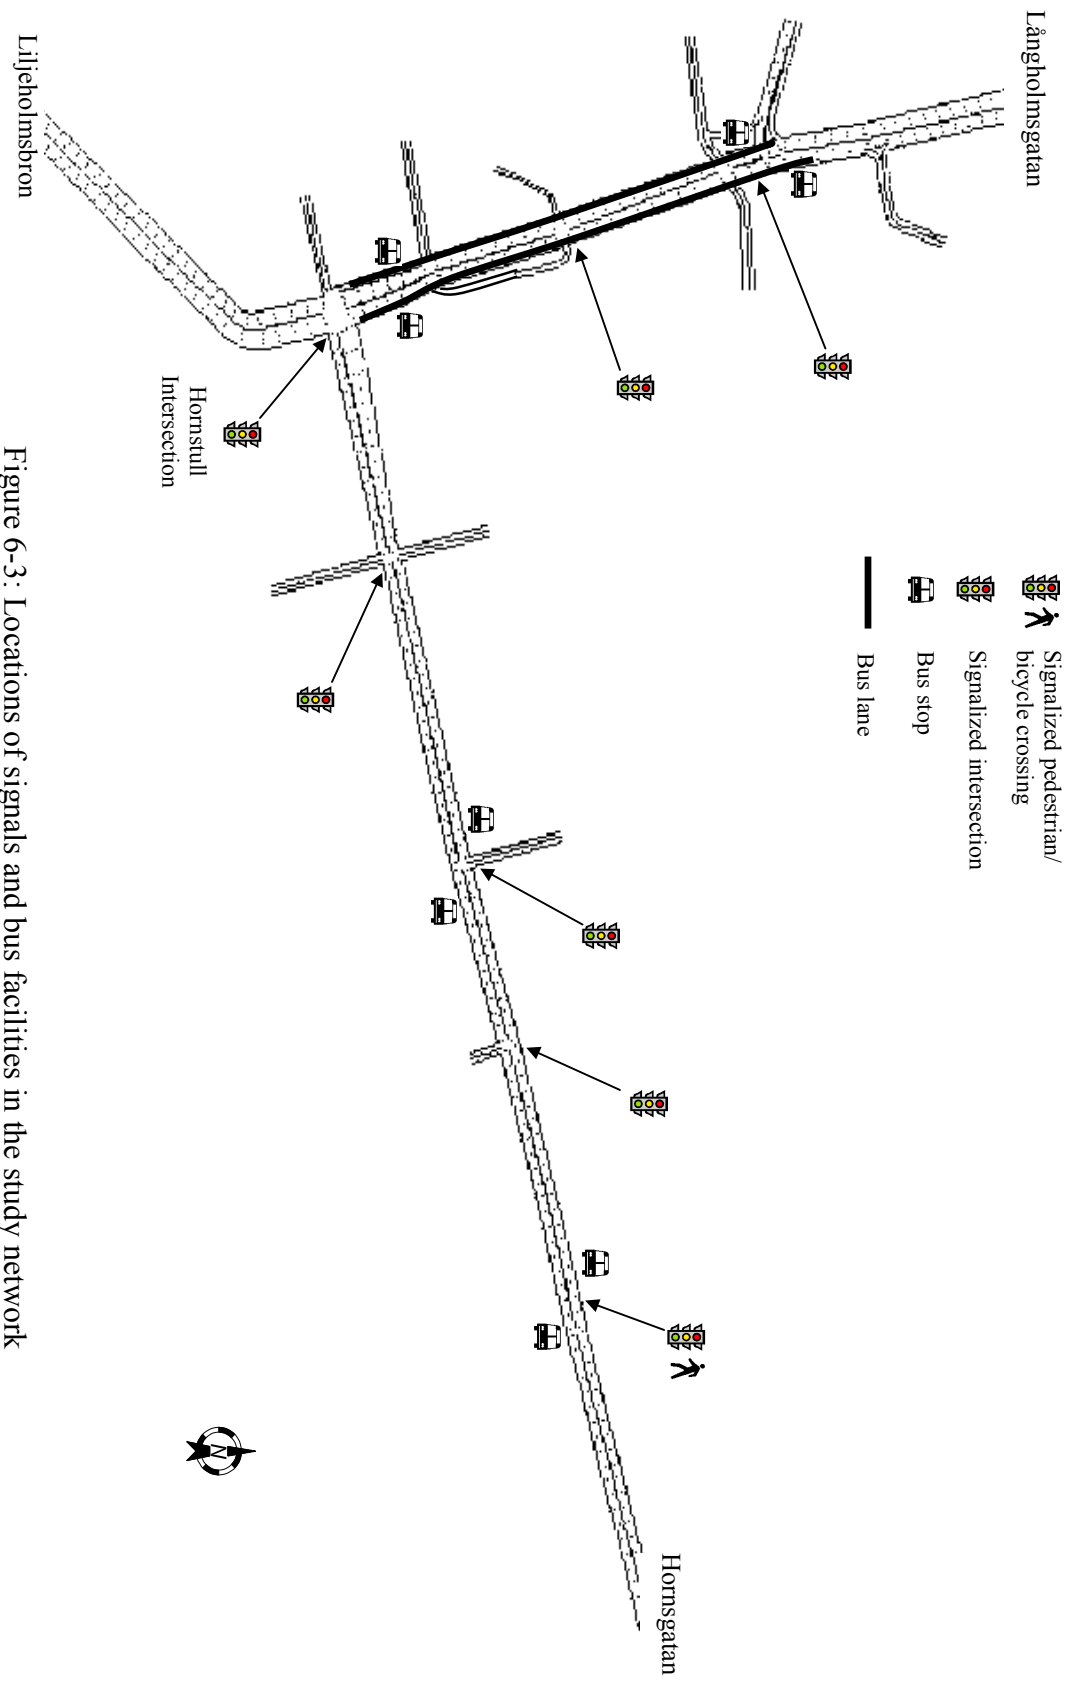 Långholmsgatan
Signalized pedestrian/
bicycle crossing
Signalized intersection
Bus stop
Bus lane
Hornsgatan
Hornstull
Intersection
Liljeholmsbron
N
Figure 6-3: Locations of signals and bus facilities in the study network